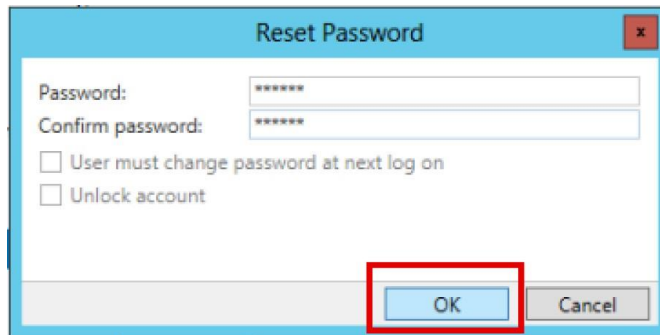 Reset Password
x
Password: ******
Confirm password: ******
User must change password at next log on
Unlock account
OK Cancel